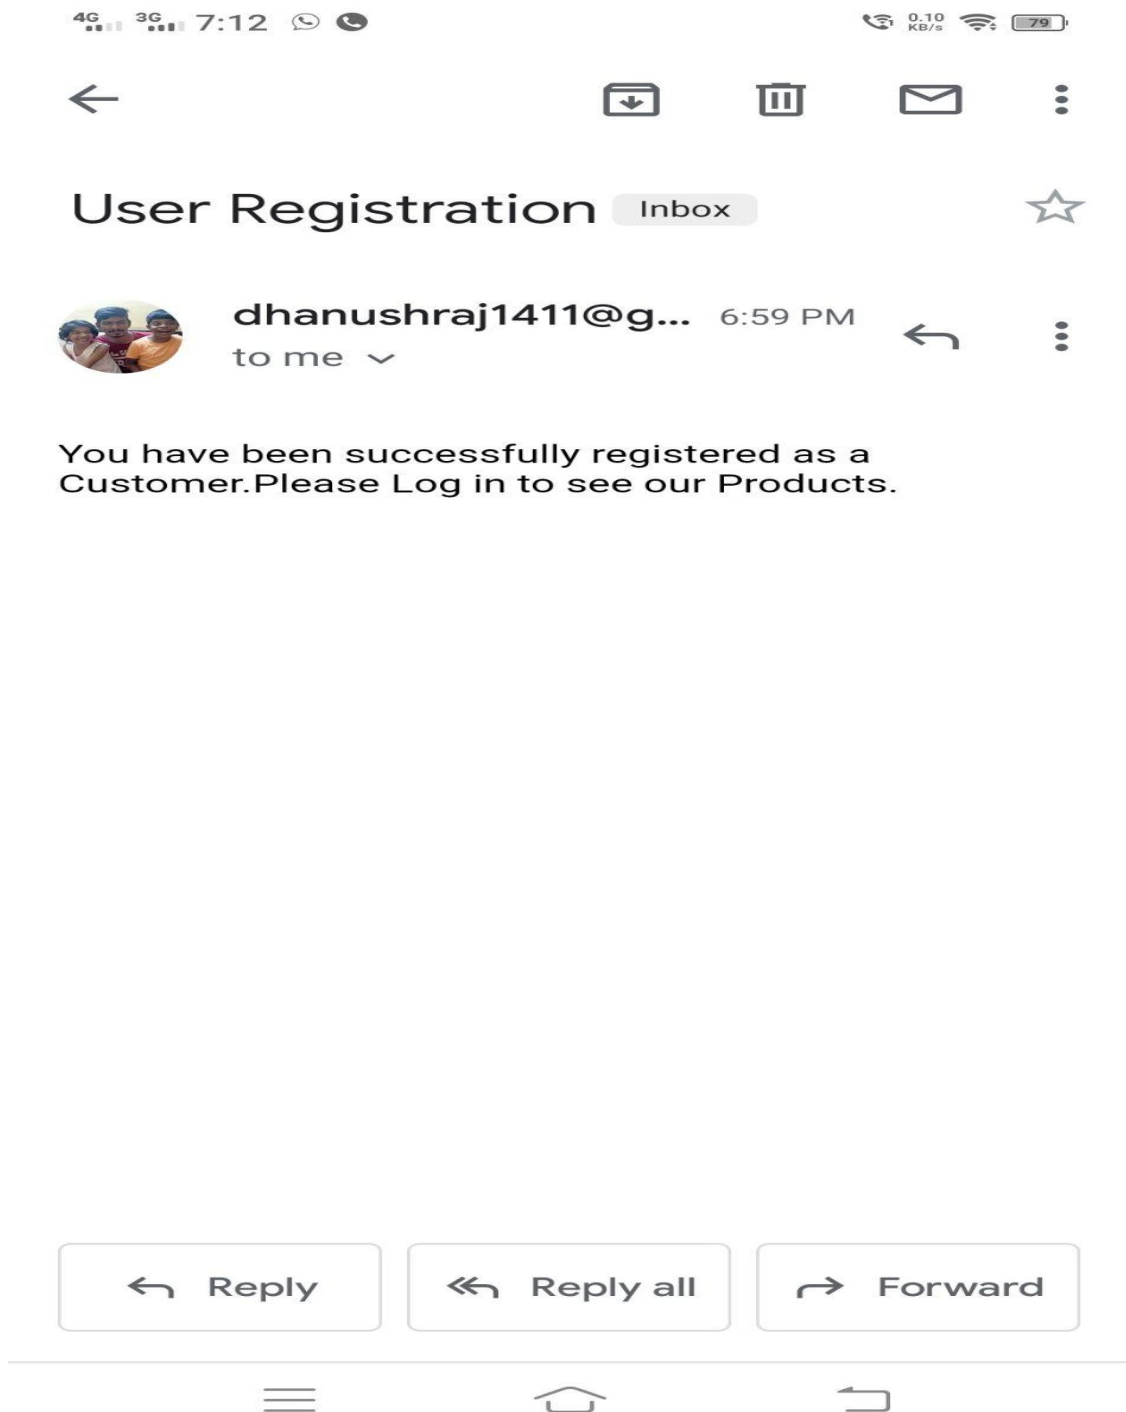 4G 3G 7:12 0.10 KB/s 79
User Registration Inbox
dhanushraj1411@g... 6:59 PM
to me
You have been successfully registered as a
Customer.Please Log in to see our Products.
Reply Reply all Forward